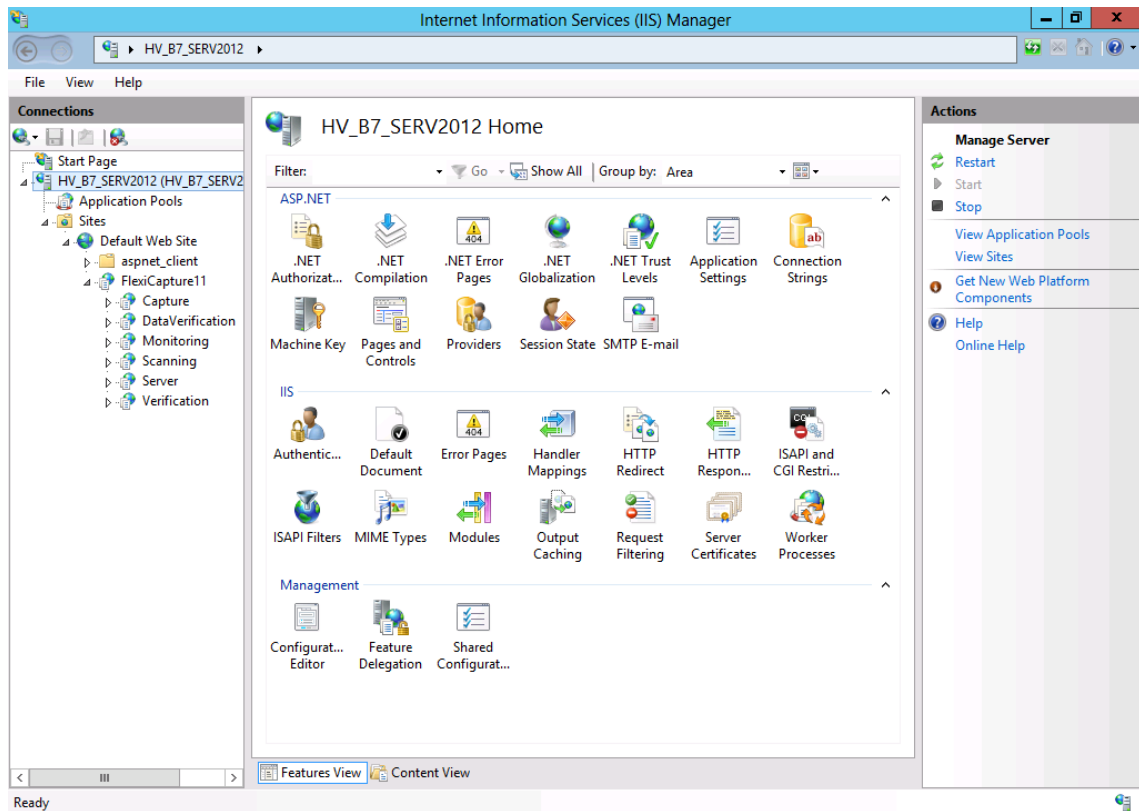 Internet Information Services (IIS) Manager
HV_B7_SERV2012
File View Help
Connections
Start Page
HV_B7_SERV2012 (HV_B7_SERV2
Application Pools
Sites
Default Web Site
aspnet_client
FlexiCapture11
Capture
DataVerification
Monitoring
Scanning
Server
Verification
HV_B7_SERV2012 Home
Filter: Go Show All Group by: Area
ASP.NET
.NET Authorizat...
.NET Compilation
.NET Error Pages
.NET Globalization
.NET Trust Levels
Application Settings
Connection Strings
Machine Key
Pages and Controls
Providers
Session State
SMTP E-mail
IIS
Authentic...
Default Document
Error Pages
Handler Mappings
HTTP Redirect
HTTP Respon...
ISAPI and CGI Restri...
ISAPI Filters
MIME Types
Modules
Output Caching
Request Filtering
Server Certificates
Worker Processes
Management
Configurat... Editor
Feature Delegation
Shared Configurat...
Features View Content View
Actions
Manage Server
Restart
Start
Stop
View Application Pools
View Sites
Get New Web Platform
Components
Help
Online Help
Ready